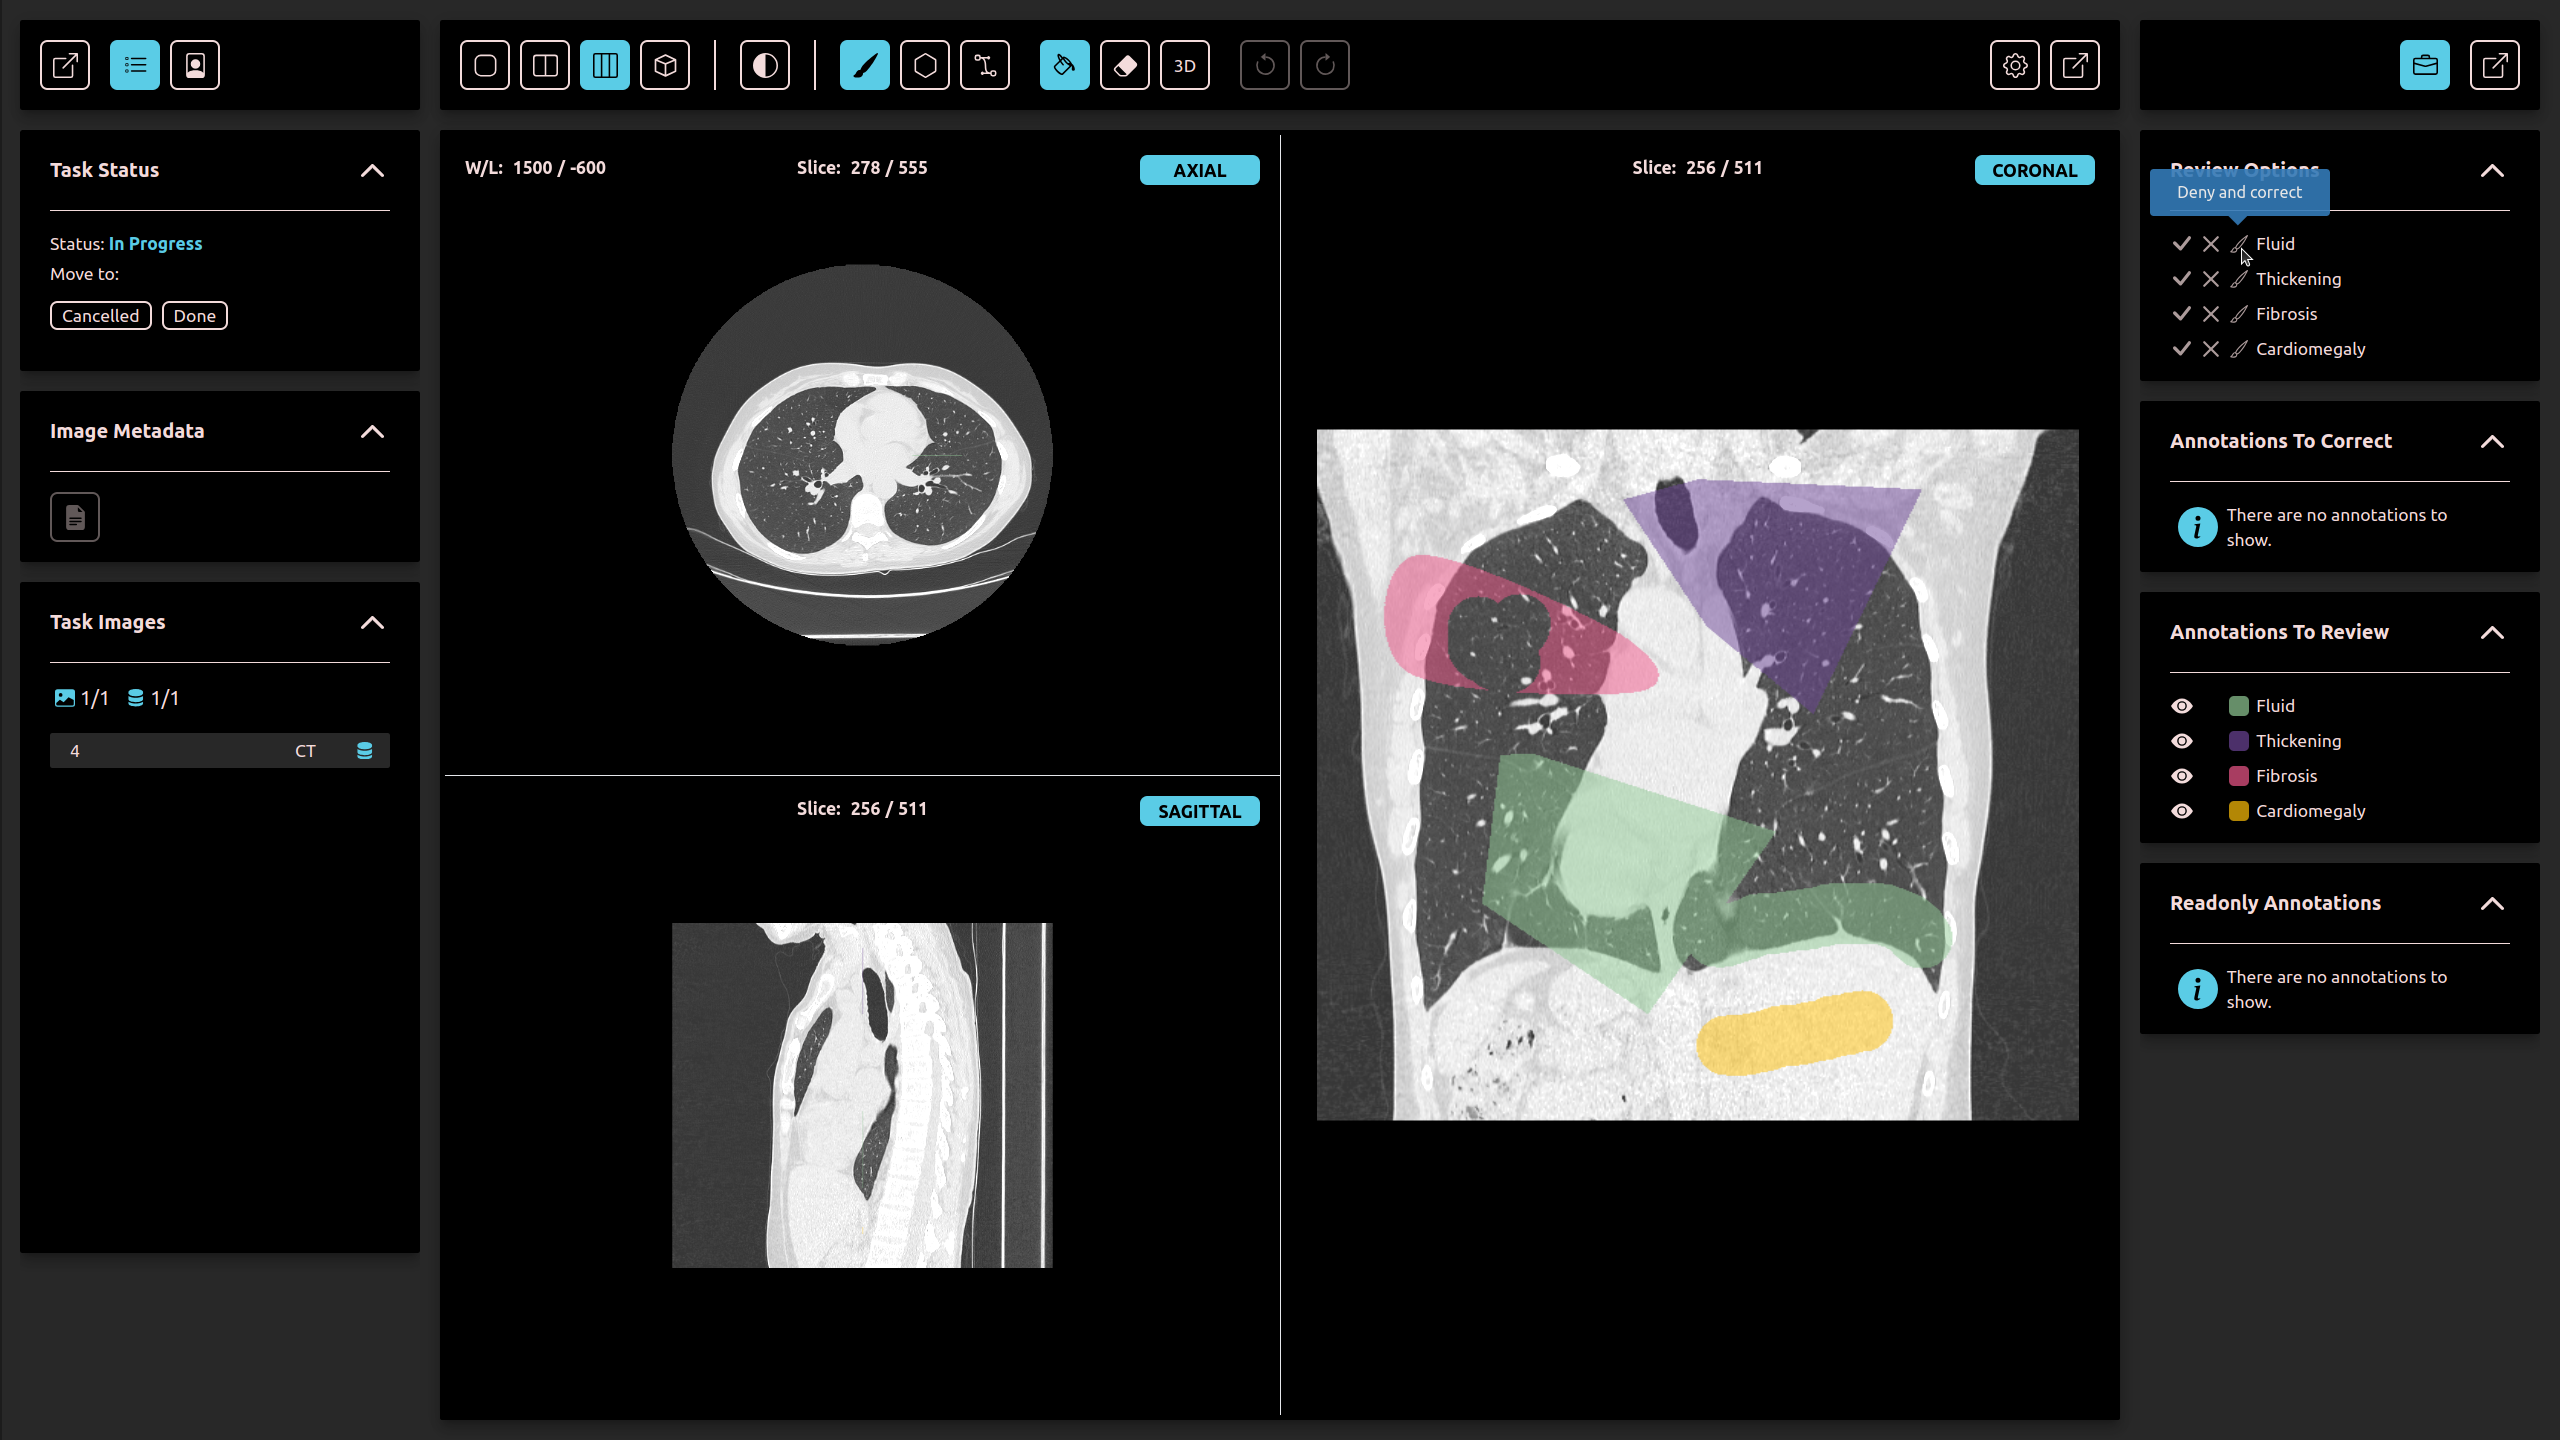 3D
Task Status
Status: In Progress
Move to:
Cancelled
Done
Image Metadata
Task Images
1/1
1/1
4
CT
W/L: 1500 / -600
Slice: 278 / 555
AXIAL
Slice: 256 / 511
SAGITTAL
Slice: 256 / 511
CORONAL
Review Options
Deny and correct
Fluid
Thickening
Fibrosis
Cardiomegaly
Annotations To Correct
There are no annotations to
show.
Annotations To Review
Fluid
Thickening
Fibrosis
Cardiomegaly
Readonly Annotations
There are no annotations to
show.